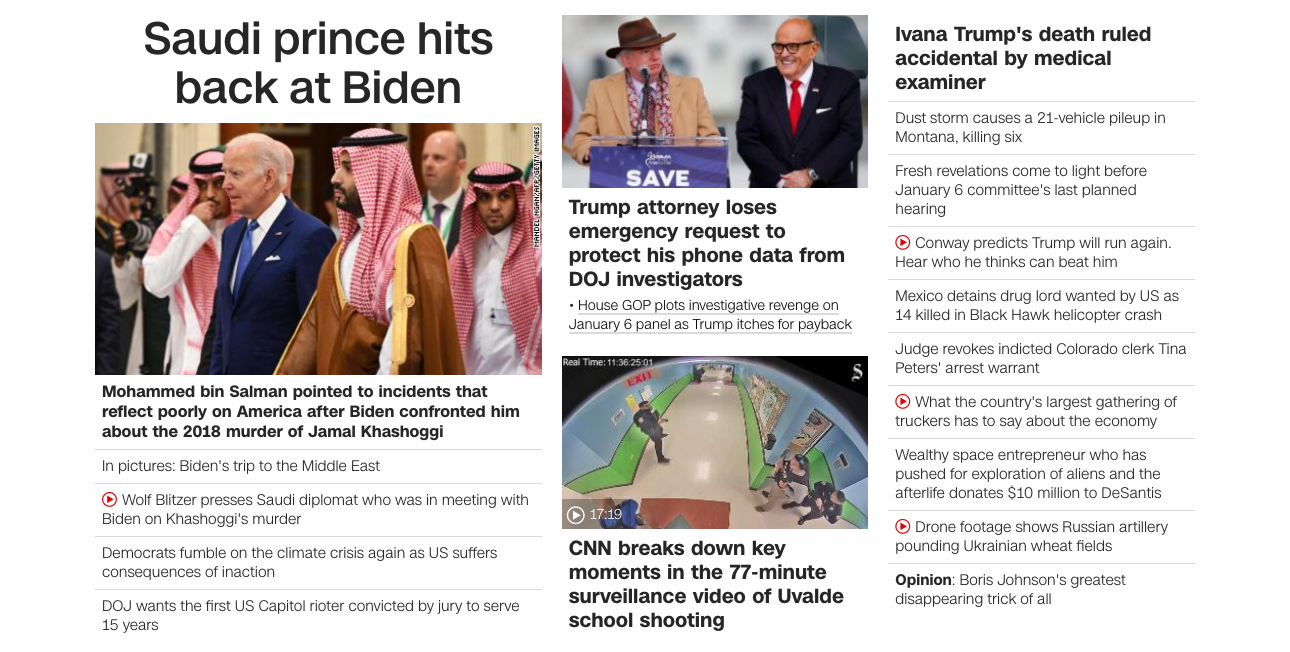 Saudi prince hits
back at Biden
MANDEL NGAN/AFP/GETTY IMAGES
Mohammed bin Salman pointed to incidents that
reflect poorly on America after Biden confronted him
about the 2018 murder of Jamal Khashoggi
In pictures: Biden's trip to the Middle East
Wolf Blitzer presses Saudi diplomat who was in meeting with
Biden on Khashoggi's murder
Democrats fumble on the climate crisis again as US suffers
consequences of inaction
DOJ wants the first US Capitol rioter convicted by jury to serve
15 years
SAVE
Trump attorney loses
emergency request to
protect his phone data from
DOJ investigators
• House GOP plots investigative revenge on
January 6 panel as Trump itches for payback
Real Time: 11:36:25:01
S
EXIT
17:19
CNN breaks down key
moments in the 77-minute
surveillance video of Uvalde
school shooting
Ivana Trump's death ruled
accidental by medical
examiner
Dust storm causes a 21-vehicle pileup in
Montana, killing six
Fresh revelations come to light before
January 6 committee's last planned
hearing
Conway predicts Trump will run again.
Hear who he thinks can beat him
Mexico detains drug lord wanted by US as
14 killed in Black Hawk helicopter crash
Judge revokes indicted Colorado clerk Tina
Peters' arrest warrant
What the country's largest gathering of
truckers has to say about the economy
Wealthy space entrepreneur who has
pushed for exploration of aliens and the
afterlife donates $10 million to DeSantis
Drone footage shows Russian artillery
pounding Ukrainian wheat fields
Opinion: Boris Johnson's greatest
disappearing trick of all